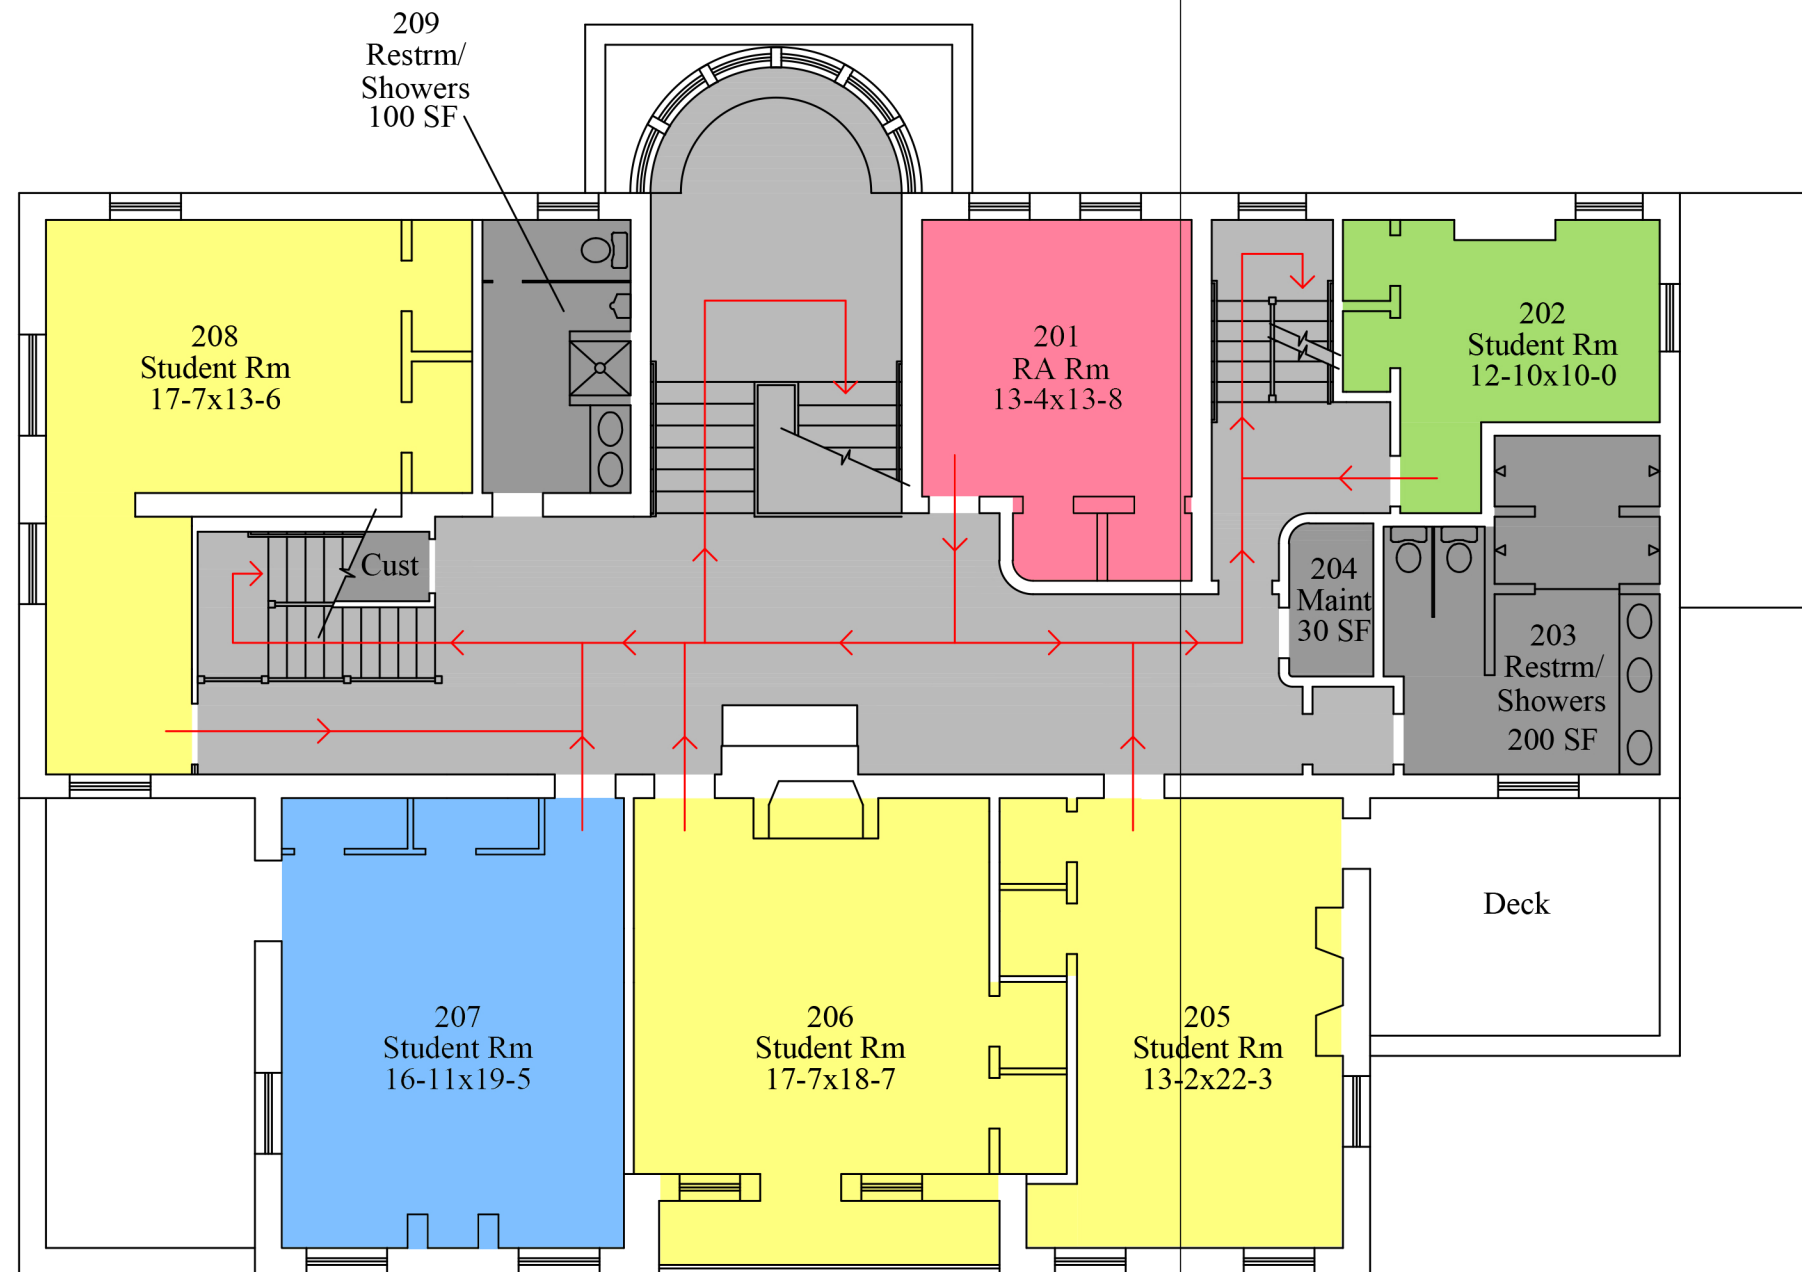 209
Restrm/
Showers
100 SF
208
Student Rm
17-7x13-6
201
RA Rm
13-4x13-8
202
Student Rm
12-10x10-0
Cust
204
Maint
30 SF
203
Restrm/
Showers
200 SF
207
Student Rm
16-11x19-5
206
Student Rm
17-7x18-7
205
Student Rm
13-2x22-3
Deck